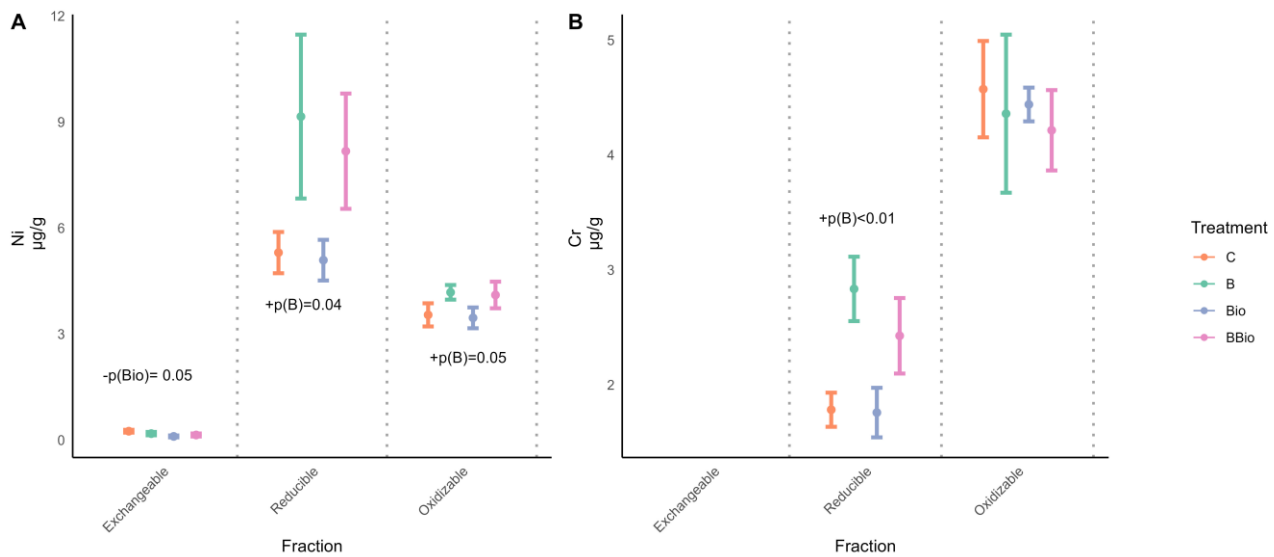 A
12
9
6
3
0
Ni
µg/g
-p(Bio)= 0.05
+p(B)=0.04
+p(B)=0.05
Exchangeable
Reducible
Oxidizable
Fraction
B
5
4
3
2
Cr
µg/g
+p(B)<0.01
Exchangeable
Reducible
Oxidizable
Fraction
Treatment
C
B
Bio
BBio